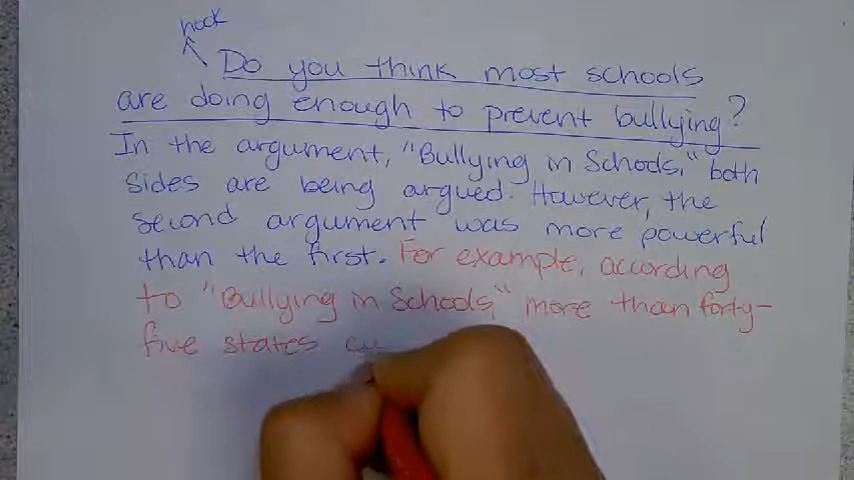 hook
Do you think most schools
are doing enough to prevent bullying?
In the argument, "Bullying in Schools," both
sides are being argued. However, the
second argument was more powerful
than the first. For example, according
to "Bullying in Schools," more than forty-
five states cu